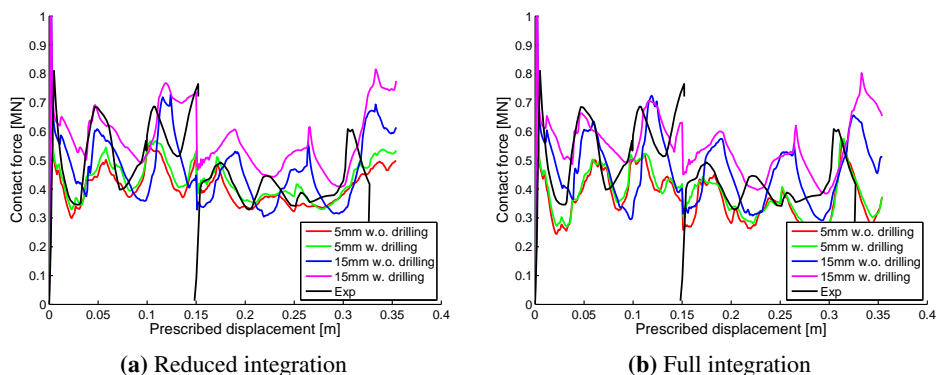 Contact force [MN]
1
0.9
0.8
0.7
0.6
0.5
0.4
0.3
0.2
0.1
0
0 0.05 0.1 0.15 0.2 0.25 0.3 0.35 0.4
Prescribed displacement [m]
5mm w.o. drilling
5mm w. drilling
15mm w.o. drilling
15mm w. drilling
Exp
(a) Reduced integration
Contact force [MN]
1
0.9
0.8
0.7
0.6
0.5
0.4
0.3
0.2
0.1
0
0 0.05 0.1 0.15 0.2 0.25 0.3 0.35 0.4
Prescribed displacement [m]
5mm w.o. drilling
5mm w. drilling
15mm w.o. drilling
15mm w. drilling
Exp
(b) Full integration